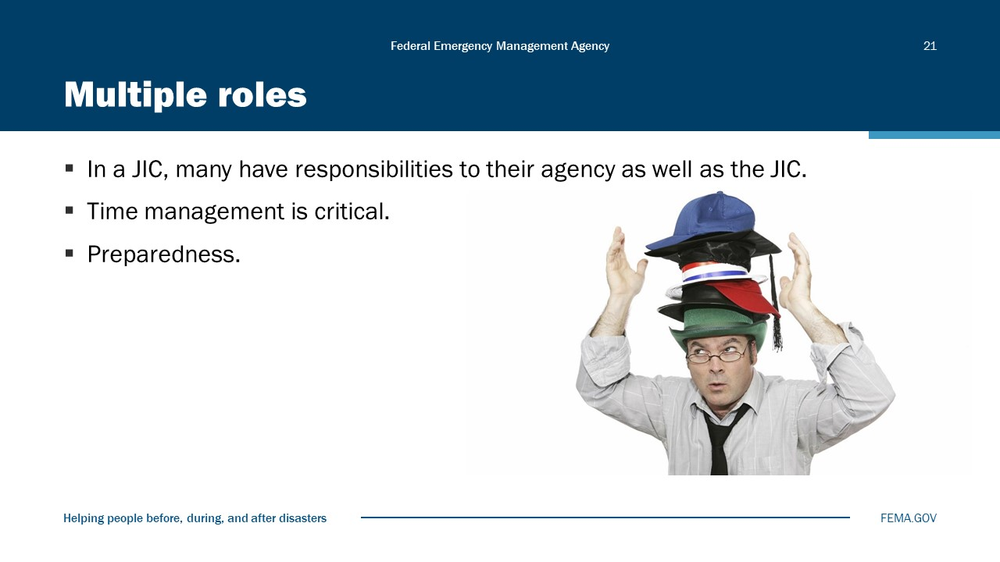 Federal Emergency Management Agency
21
Multiple roles
▪ In a JIC, many have responsibilities to their agency as well as the JIC.
▪ Time management is critical.
▪ Preparedness.
Helping people before, during, and after disasters
FEMA.GOV